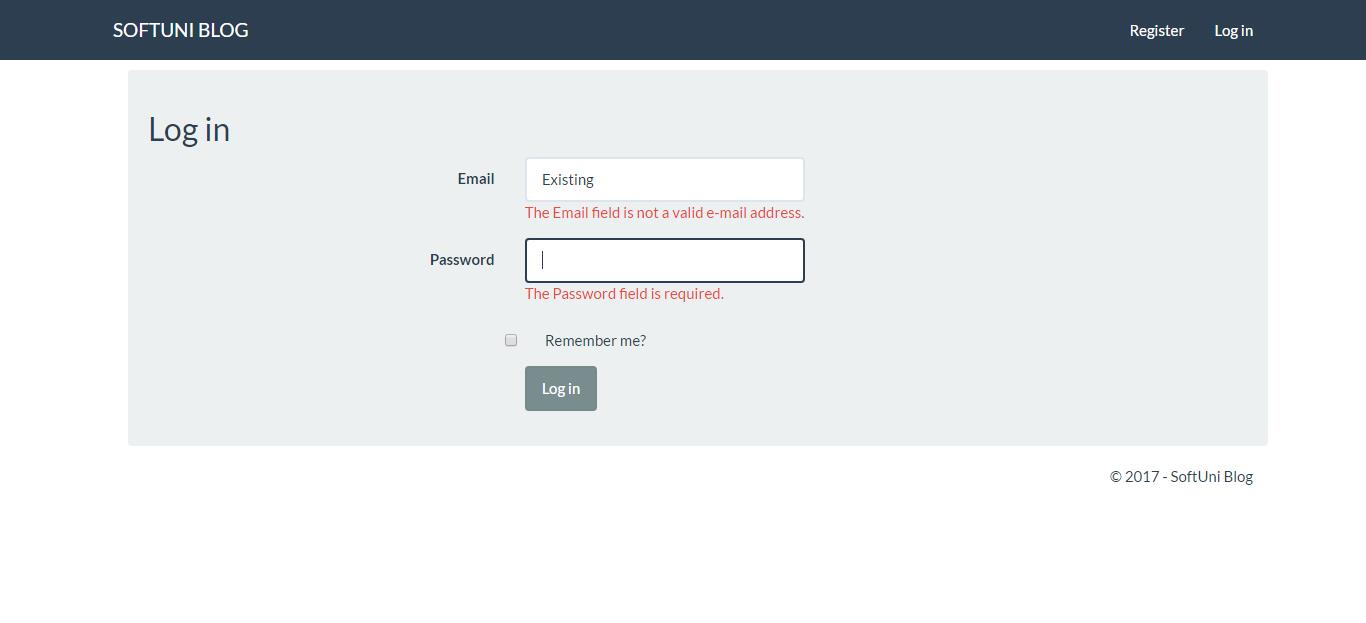 SOFTUNI BLOG
Register
Log in
Log in
Email
Existing
The Email field is not a valid e-mail address.
Password
The Password field is required.
Remember me?
Log in
© 2017 - SoftUni Blog